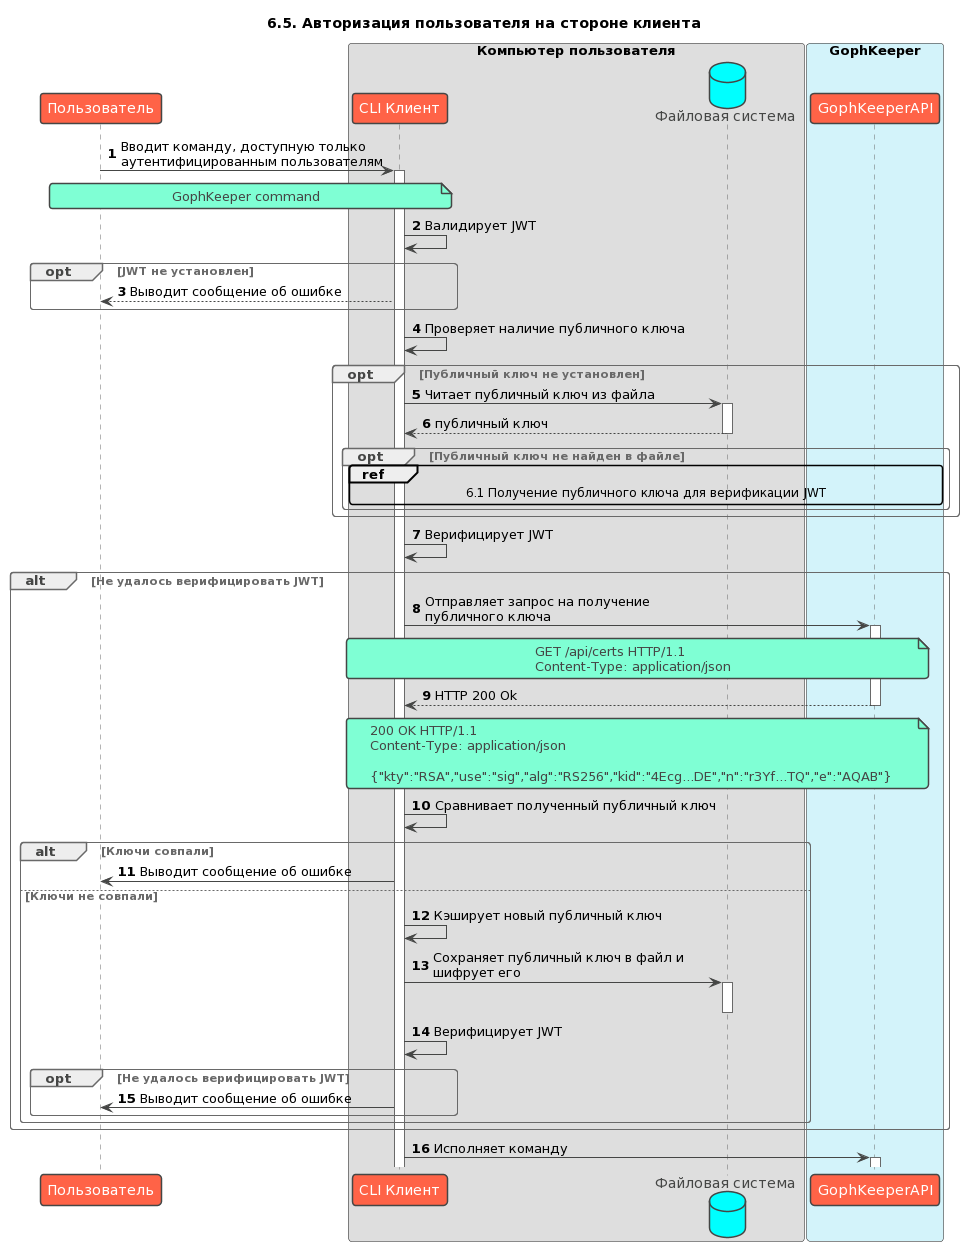 6.5. Авторизация пользователя на стороне клиента
Компьютер пользователя
GophKeeper
Пользователь
CLI Клиент
Файловая система
GophKeeperAPI
1 Вводит команду, доступную только
аутентифицированным пользователям
GophKeeper command
2 Валидирует JWT
opt [JWT не установлен]
3 Выводит сообщение об ошибке
4 Проверяет наличие публичного ключа
opt [Публичный ключ не установлен]
5 Читает публичный ключ из файла
6 публичный ключ
opt [Публичный ключ не найден в файле]
ref
6.1 Получение публичного ключа для верификации JWT
7 Верифицирует JWT
alt [Не удалось верифицировать JWT]
8 Отправляет запрос на получение
публичного ключа
GET /api/certs HTTP/1.1
Content-Type: application/json
9 HTTP 200 Ok
200 OK HTTP/1.1
Content-Type: application/json
{"kty":"RSA","use":"sig","alg":"RS256","kid":"4Ecg...DE","n":"r3Yf...TQ","e":"AQAB"}
10 Сравнивает полученный публичный ключ
alt [Ключи совпали]
11 Выводит сообщение об ошибке
[Ключи не совпали]
12 Кэширует новый публичный ключ
13 Сохраняет публичный ключ в файл и
шифрует его
14 Верифицирует JWT
opt [Не удалось верифицировать JWT]
15 Выводит сообщение об ошибке
16 Исполняет команду
Пользователь
CLI Клиент
Файловая система
GophKeeperAPI